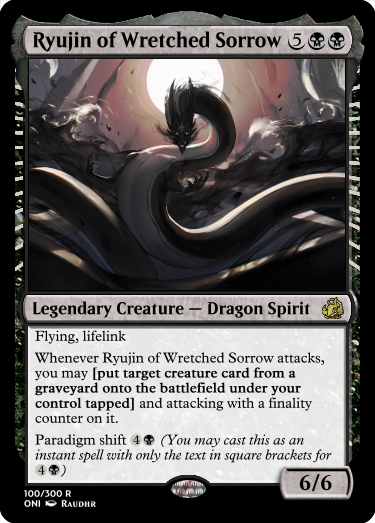 Ryujin of Wretched Sorrow 5
Legendary Creature — Dragon Spirit
Flying, lifelink
Whenever Ryujin of Wretched Sorrow attacks,
you may [put target creature card from a
graveyard onto the battlefield under your
control tapped] and attacking with a finality
counter on it.
Paradigm shift 4 (You may cast this as an
instant spell with only the text in square brackets for
4 )
6/6
100/300 R
ONI Raudhr